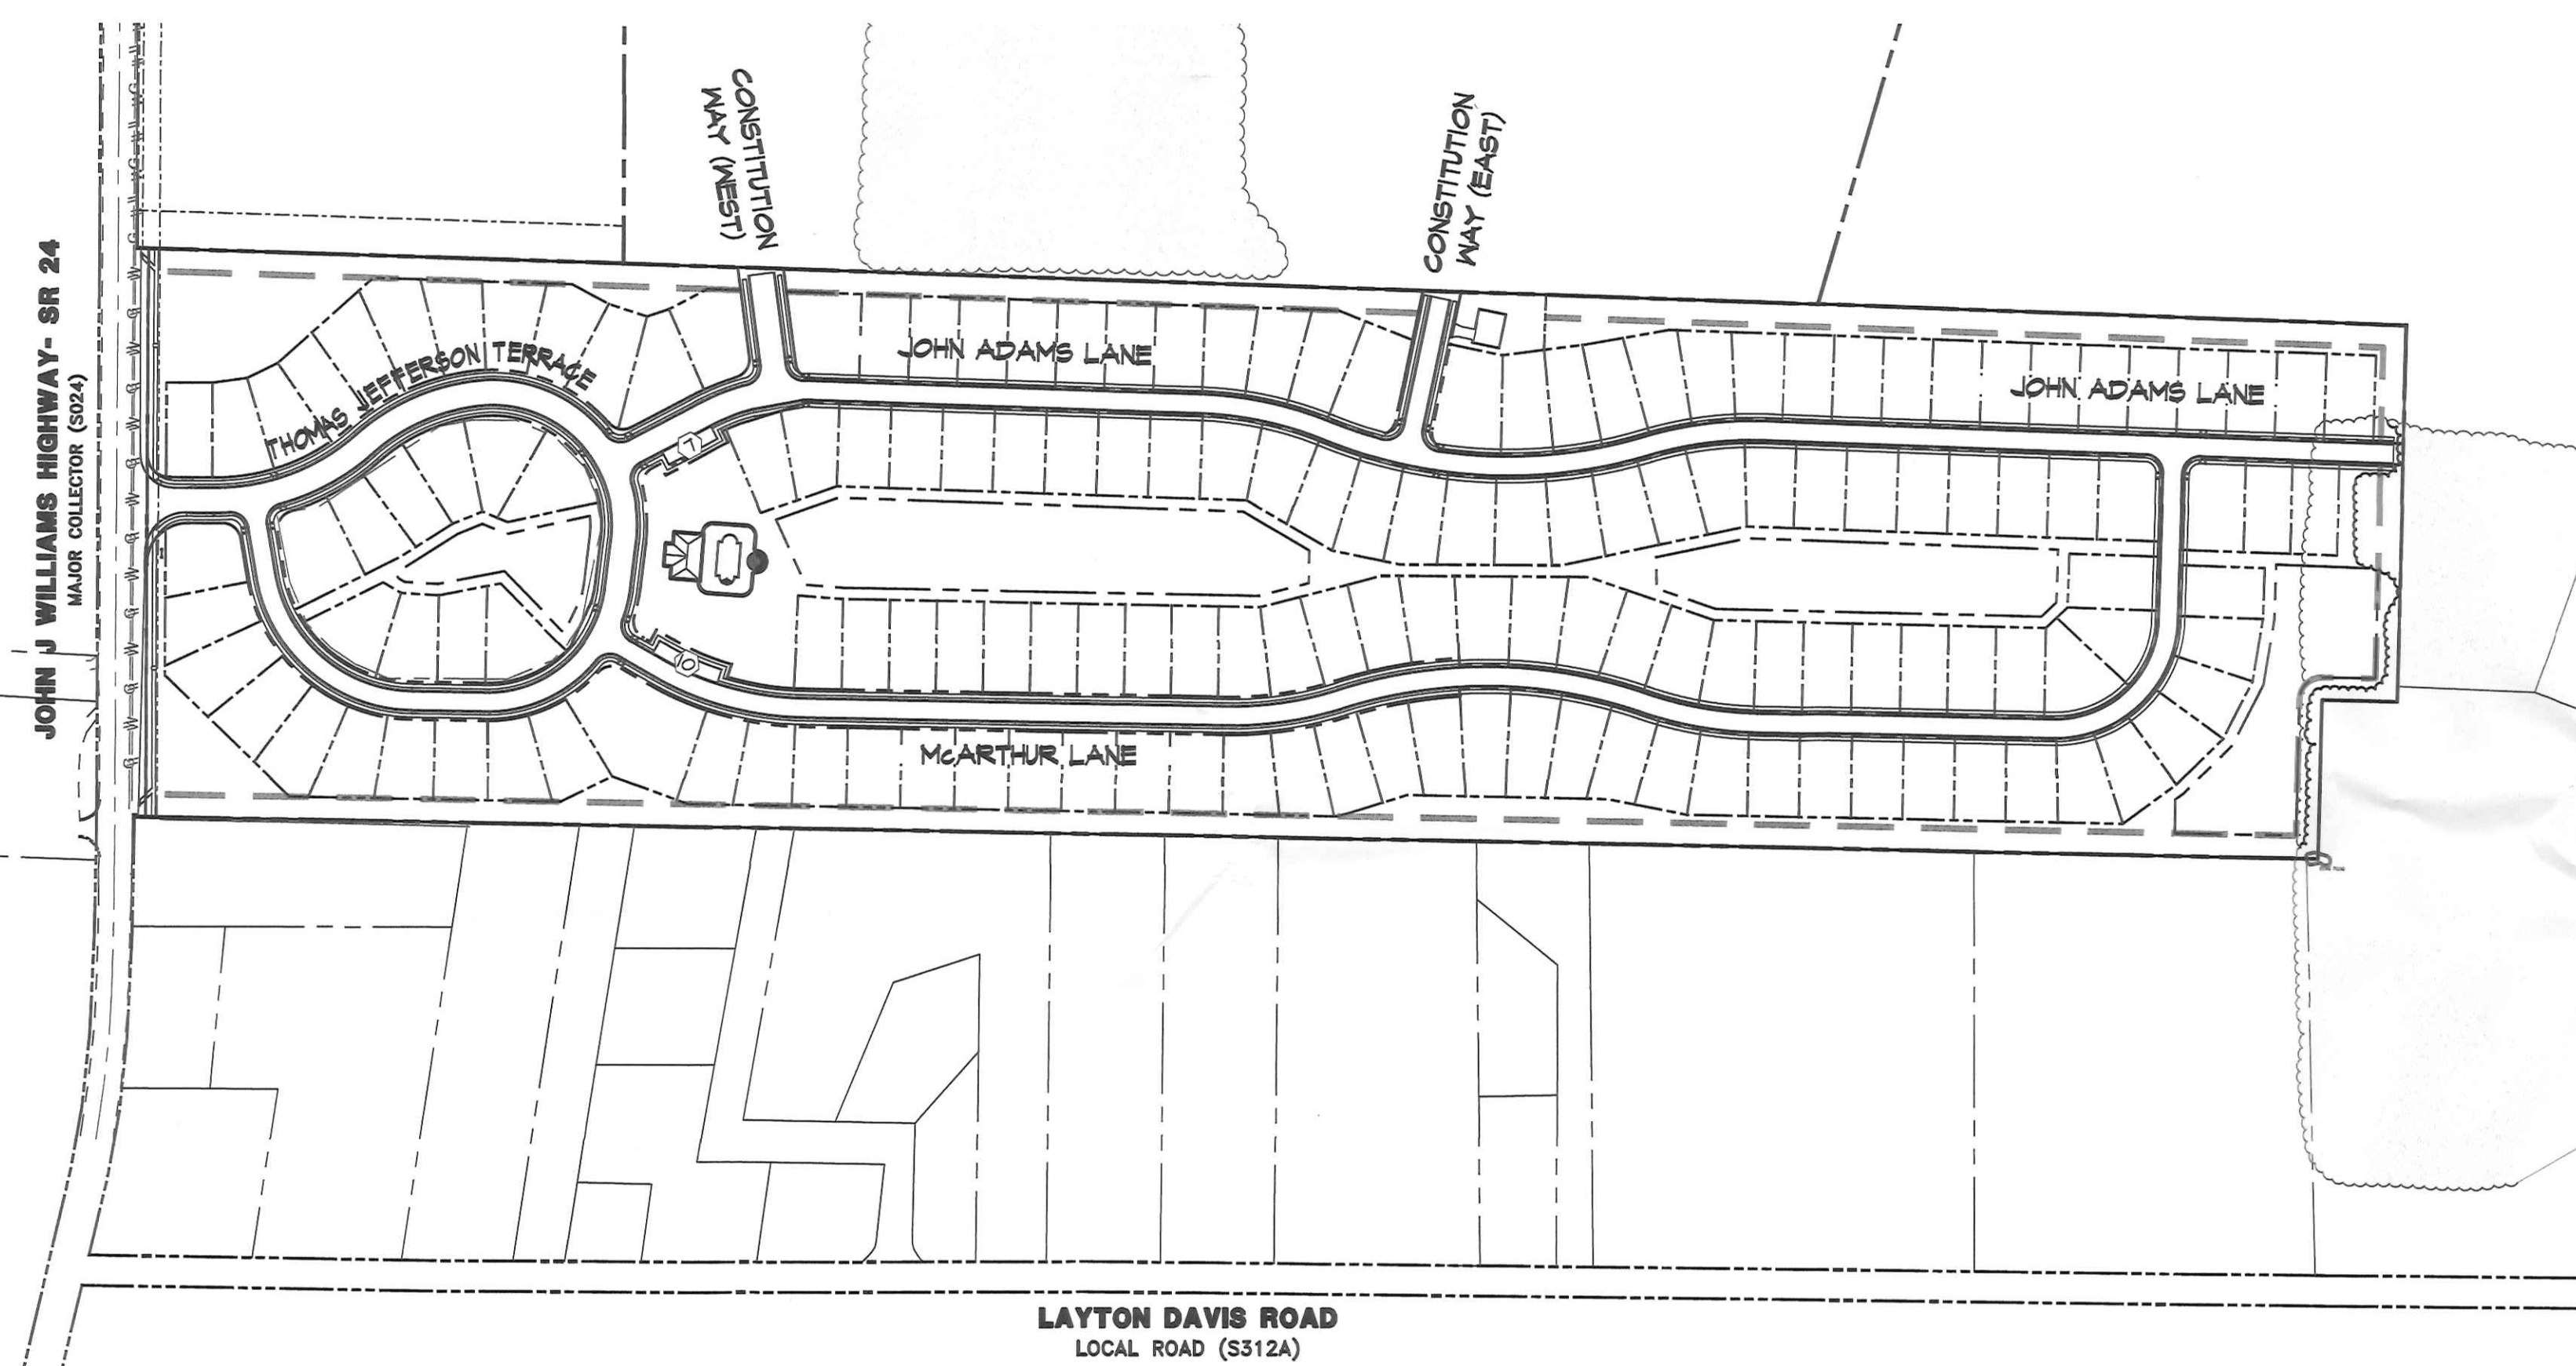 CONSTITUTION
WAY (WEST)
CONSTITUTION
WAY (EAST)
JOHN J WILLIAMS HIGHWAY- SR 24
MAJOR COLLECTOR (S024)
THOMAS JEFFERSON TERRACE
JOHN ADAMS LANE
JOHN ADAMS LANE
7
McARTHUR LANE
LAYTON DAVIS ROAD
LOCAL ROAD (S312A)